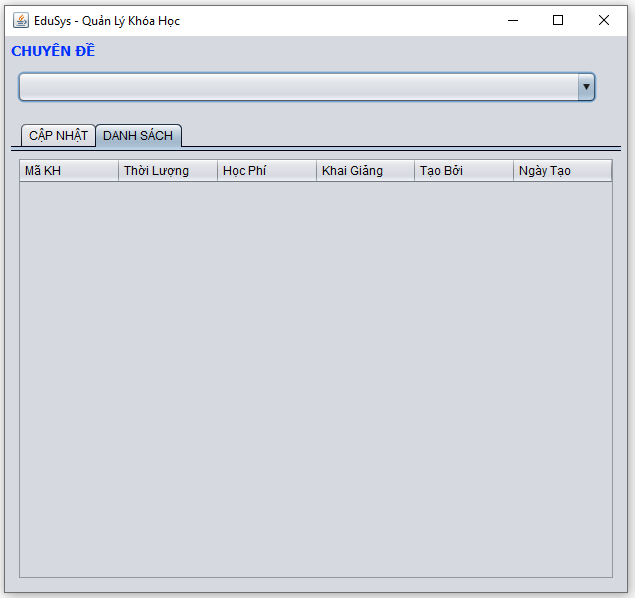 EduSys - Quản Lý Khóa Học
CHUYÊN ĐỀ
CẬP NHẬT DANH SÁCH
Mã KH Thời Lượng Học Phí Khai Giảng Tạo Bởi Ngày Tạo